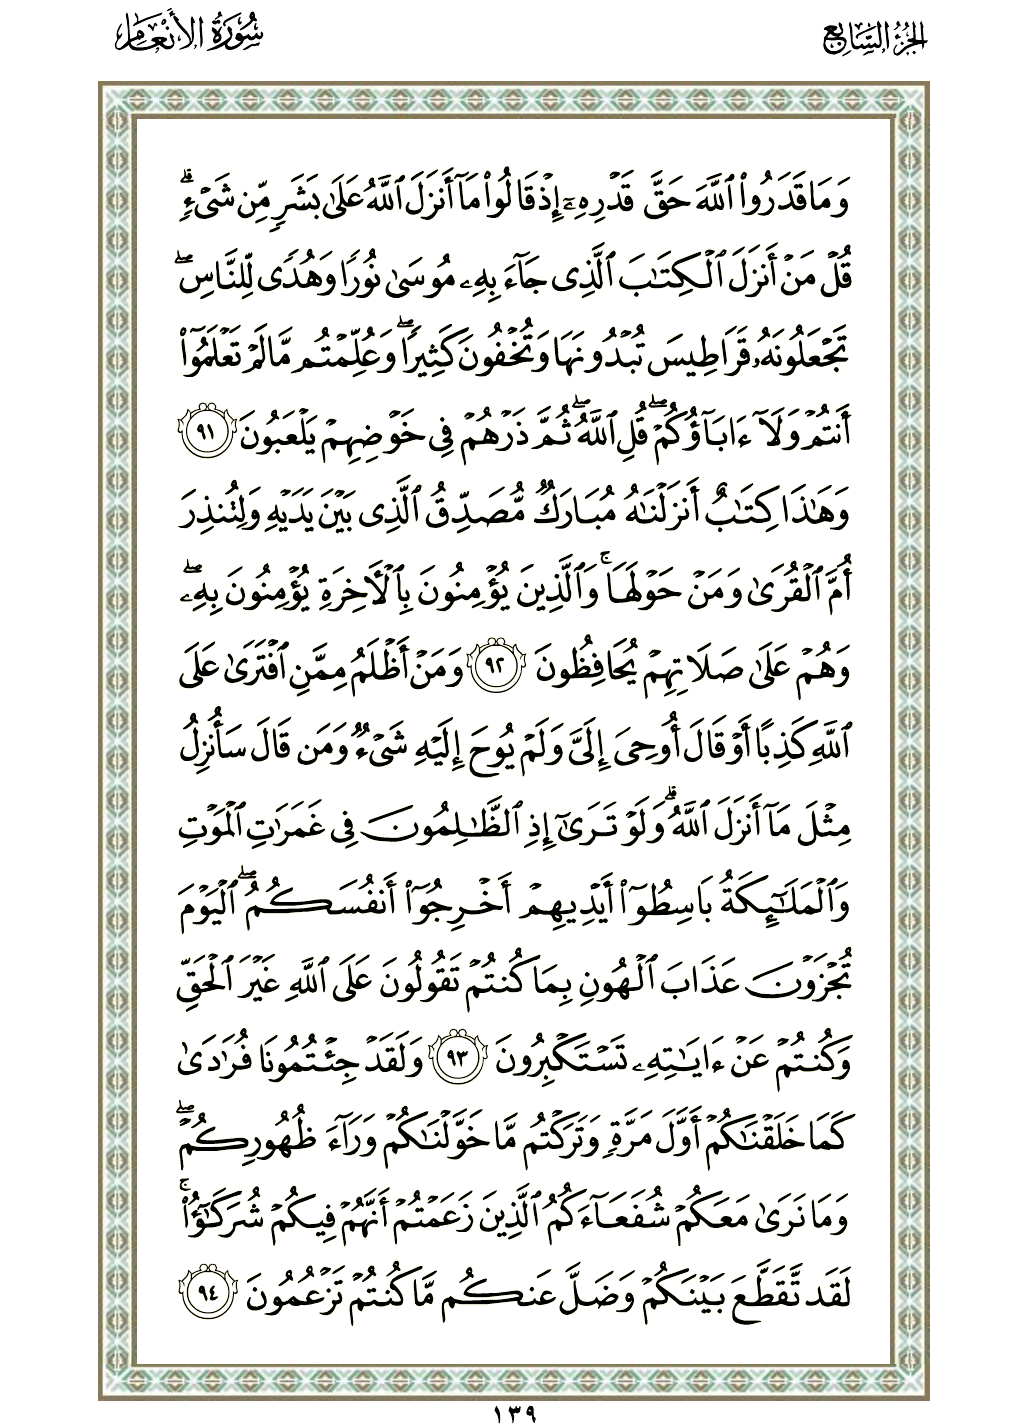 الجزء السابع
سورة الأنعام
وَمَا قَدَرُوا۟ ٱللَّهَ حَقَّ قَدْرِهِۦٓ إِذْ قَالُوا۟ مَآ أَنزَلَ ٱللَّهُ عَلَىٰ بَشَرٍ مِّن شَىْءٍ ۗ
قُلْ مَنْ أَنزَلَ ٱلْكِتَـٰبَ ٱلَّذِى جَآءَ بِهِۦ مُوسَىٰ نُورًا وَهُدًى لِّلنَّاسِ ۖ
تَجْعَلُونَهُۥ قَرَاطِيسَ تُبْدُونَهَا وَتُخْفُونَ كَثِيرًا ۖ وَعُلِّمْتُم مَّا لَمْ تَعْلَمُوٓا۟
أَنتُمْ وَلَآ ءَابَآؤُكُمْ ۖ قُلِ ٱللَّهُ ۖ ثُمَّ ذَرْهُمْ فِى خَوْضِهِمْ يَلْعَبُونَ ٩١
وَهَـٰذَا كِتَـٰبٌ أَنزَلْنَـٰهُ مُبَارَكٌ مُّصَدِّقُ ٱلَّذِى بَيْنَ يَدَيْهِ وَلِتُنذِرَ
أُمَّ ٱلْقُرَىٰ وَمَنْ حَوْلَهَا ۚ وَٱلَّذِينَ يُؤْمِنُونَ بِٱلْـَٔاخِرَةِ يُؤْمِنُونَ بِهِۦ ۖ
وَهُمْ عَلَىٰ صَلَاتِهِمْ يُحَافِظُونَ ٩٢ وَمَنْ أَظْلَمُ مِمَّنِ ٱفْتَرَىٰ عَلَى
ٱللَّهِ كَذِبًا أَوْ قَالَ أُوحِىَ إِلَىَّ وَلَمْ يُوحَ إِلَيْهِ شَىْءٌ وَمَن قَالَ سَأُنزِلُ
مِثْلَ مَآ أَنزَلَ ٱللَّهُ ۗ وَلَوْ تَرَىٰٓ إِذِ ٱلظَّـٰلِمُونَ فِى غَمَرَٰتِ ٱلْمَوْتِ
وَٱلْمَلَـٰٓئِكَةُ بَاسِطُوٓا۟ أَيْدِيهِمْ أَخْرِجُوٓا۟ أَنفُسَكُمُ ۖ ٱلْيَوْمَ
تُجْزَوْنَ عَذَابَ ٱلْهُونِ بِمَا كُنتُمْ تَقُولُونَ عَلَى ٱللَّهِ غَيْرَ ٱلْحَقِّ
وَكُنتُمْ عَنْ ءَايَـٰتِهِۦ تَسْتَكْبِرُونَ ٩٣ وَلَقَدْ جِئْتُمُونَا فُرَٰدَىٰ
كَمَا خَلَقْنَـٰكُمْ أَوَّلَ مَرَّةٍ وَتَرَكْتُم مَّا خَوَّلْنَـٰكُمْ وَرَآءَ ظُهُورِكُمْ ۖ
وَمَا نَرَىٰ مَعَكُمْ شُفَعَآءَكُمُ ٱلَّذِينَ زَعَمْتُمْ أَنَّهُمْ فِيكُمْ شُرَكَـٰٓؤُا۟ ۚ
لَقَد تَّقَطَّعَ بَيْنَكُمْ وَضَلَّ عَنكُم مَّا كُنتُمْ تَزْعُمُونَ ٩٤
١٣٩